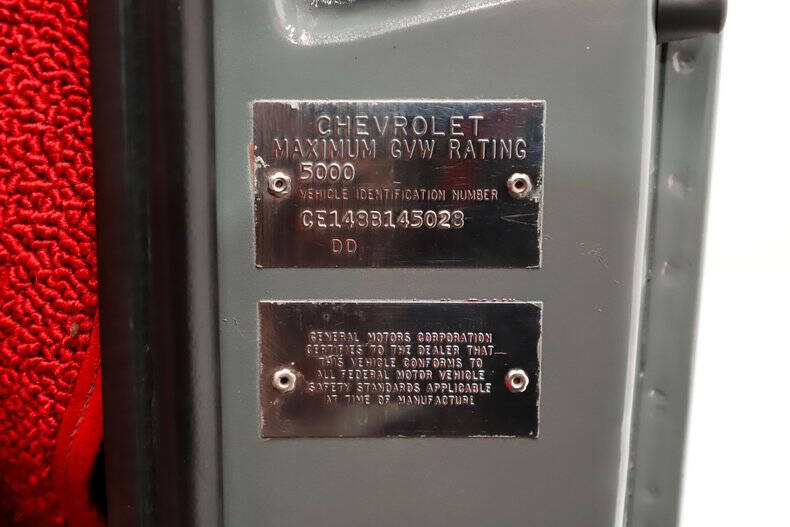 CHEVROLET
MAXIMUM GVW RATING
5000
VEHICLE IDENTIFICATION NUMBER
CE148B145028
DD
GENERAL MOTORS CORPORATION
CERTIFIES TO THE DEALER THAT
THIS VEHICLE CONFORMS TO
ALL FEDERAL MOTOR VEHICLE
SAFETY STANDARDS APPLICABLE
AT TIME OF MANUFACTURE